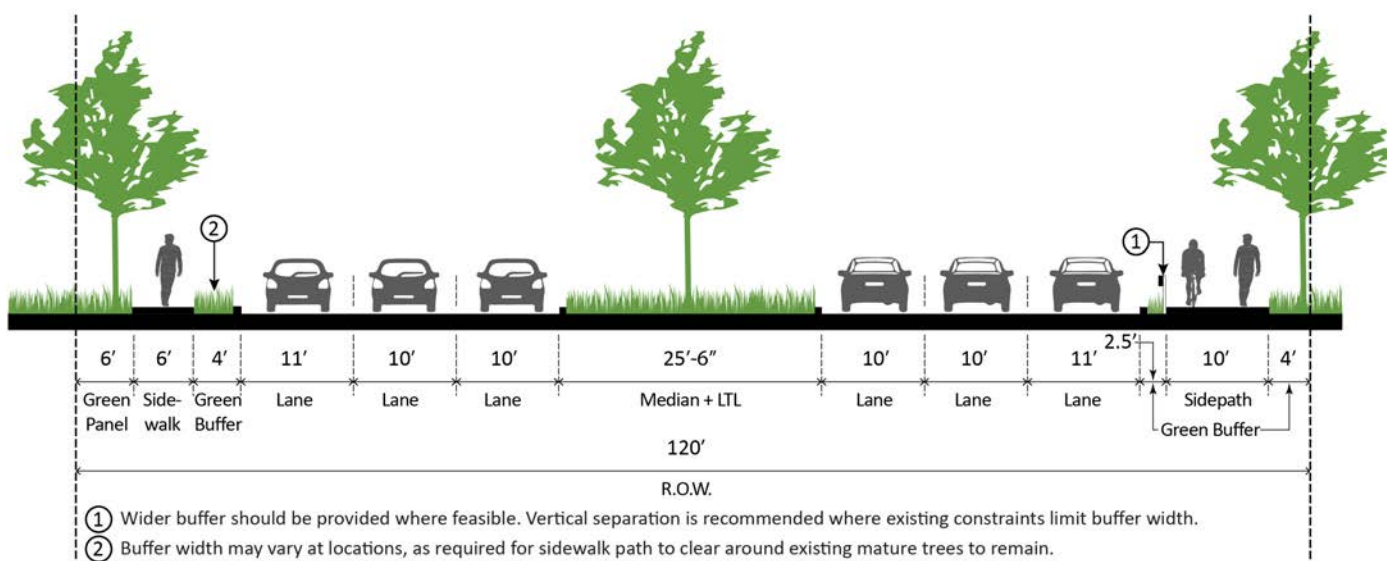 2
1
6’ 6’ 4’ 11’ 10’ 10’ 25’-6” 10’ 10’ 11’ 2.5’ 10’ 4’
Green Panel
Side-walk
Green Buffer
Lane
Lane
Lane
Median + LTL
Lane
Lane
Lane
Sidepath
Green Buffer
120’
R.O.W.
1 Wider buffer should be provided where feasible. Vertical separation is recommended where existing constraints limit buffer width.
2 Buffer width may vary at locations, as required for sidewalk path to clear around existing mature trees to remain.